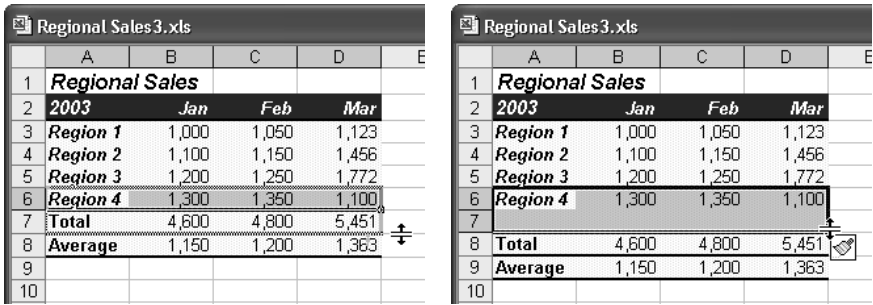 Regional Sales3.xls
A B C D E
1 Regional Sales
2 2003 Jan Feb Mar
3 Region 1 1,000 1,050 1,123
4 Region 2 1,100 1,150 1,456
5 Region 3 1,200 1,250 1,772
6 Region 4 1,300 1,350 1,100
7 Total 4,600 4,800 5,451
8 Average 1,150 1,200 1,363
9
10
Regional Sales3.xls
A B C D E
1 Regional Sales
2 2003 Jan Feb Mar
3 Region 1 1,000 1,050 1,123
4 Region 2 1,100 1,150 1,456
5 Region 3 1,200 1,250 1,772
6 Region 4 1,300 1,350 1,100
7
8 Total 4,600 4,800 5,451
9 Average 1,150 1,200 1,363
10